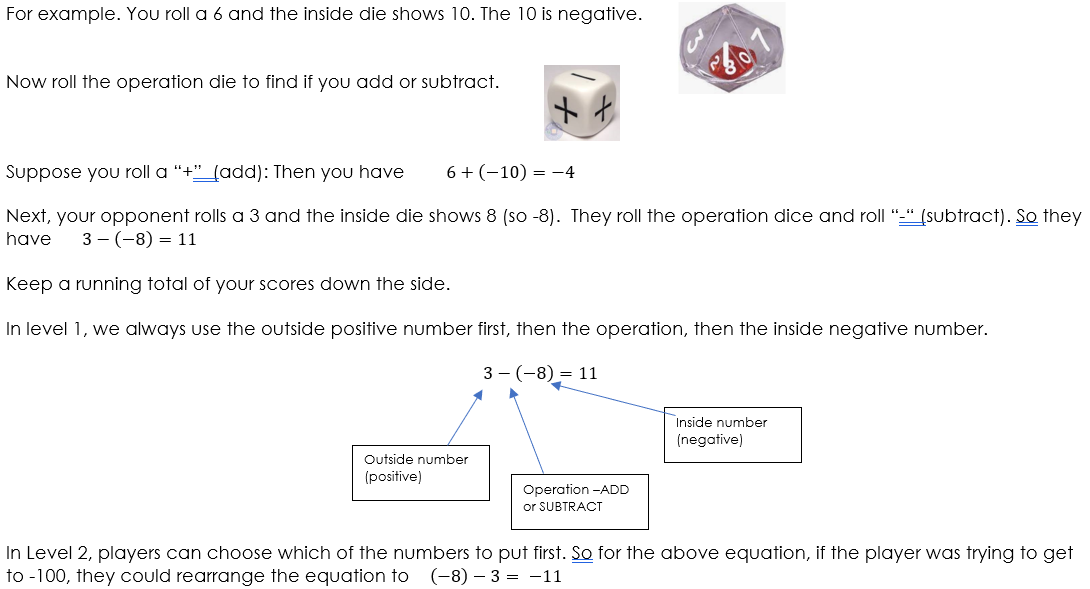 For example. You roll a 6 and the inside die shows 10. The 10 is negative.
3 1 7
2 8 0
Now roll the operation die to find if you add or subtract.
−
+ +
Suppose you roll a “+” (add): Then you have 6 + (−10) = −4
Next, your opponent rolls a 3 and the inside die shows 8 (so -8). They roll the operation dice and roll “-“ (subtract). So they
have 3 − (−8) = 11
Keep a running total of your scores down the side.
In level 1, we always use the outside positive number first, then the operation, then the inside negative number.
3 − (−8) = 11
Inside number
(negative)
Outside number
(positive)
Operation –ADD
or SUBTRACT
In Level 2, players can choose which of the numbers to put first. So for the above equation, if the player was trying to get
to -100, they could rearrange the equation to (−8) − 3 = −11